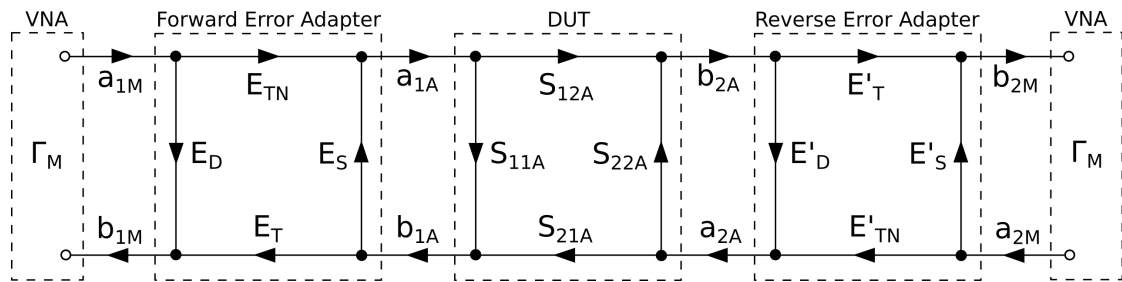 VNA Forward Error Adapter DUT Reverse Error Adapter VNA
a1M ETN a1A S12A b2A E'T b2M
ΓM ED ES S11A S22A E'D E'S ΓM
b1M ET b1A S21A a2A E'TN a2M